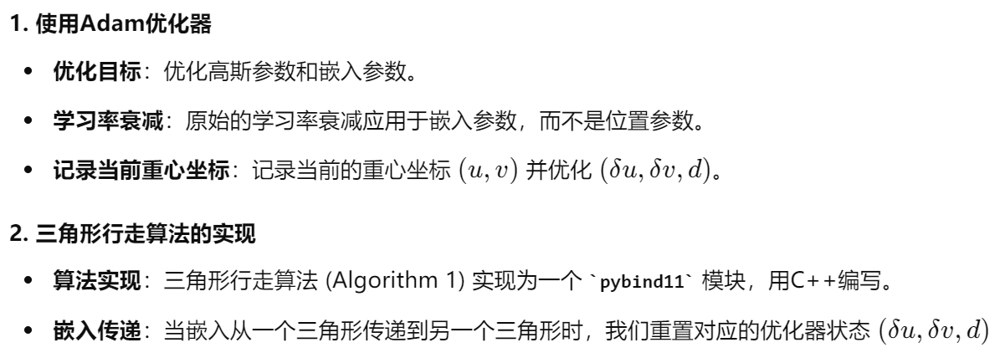 1. 使用Adam优化器
• 优化目标：优化高斯参数和嵌入参数。
• 学习率衰减：原始的学习率衰减应用于嵌入参数，而不是位置参数。
• 记录当前重心坐标：记录当前的重心坐标 (u, v) 并优化 (δu, δv, d)。
2. 三角形行走算法的实现
• 算法实现：三角形行走算法 (Algorithm 1) 实现为一个 `pybind11` 模块，用C++编写。
• 嵌入传递：当嵌入从一个三角形传递到另一个三角形时，我们重置对应的优化器状态 (δu, δv, d)